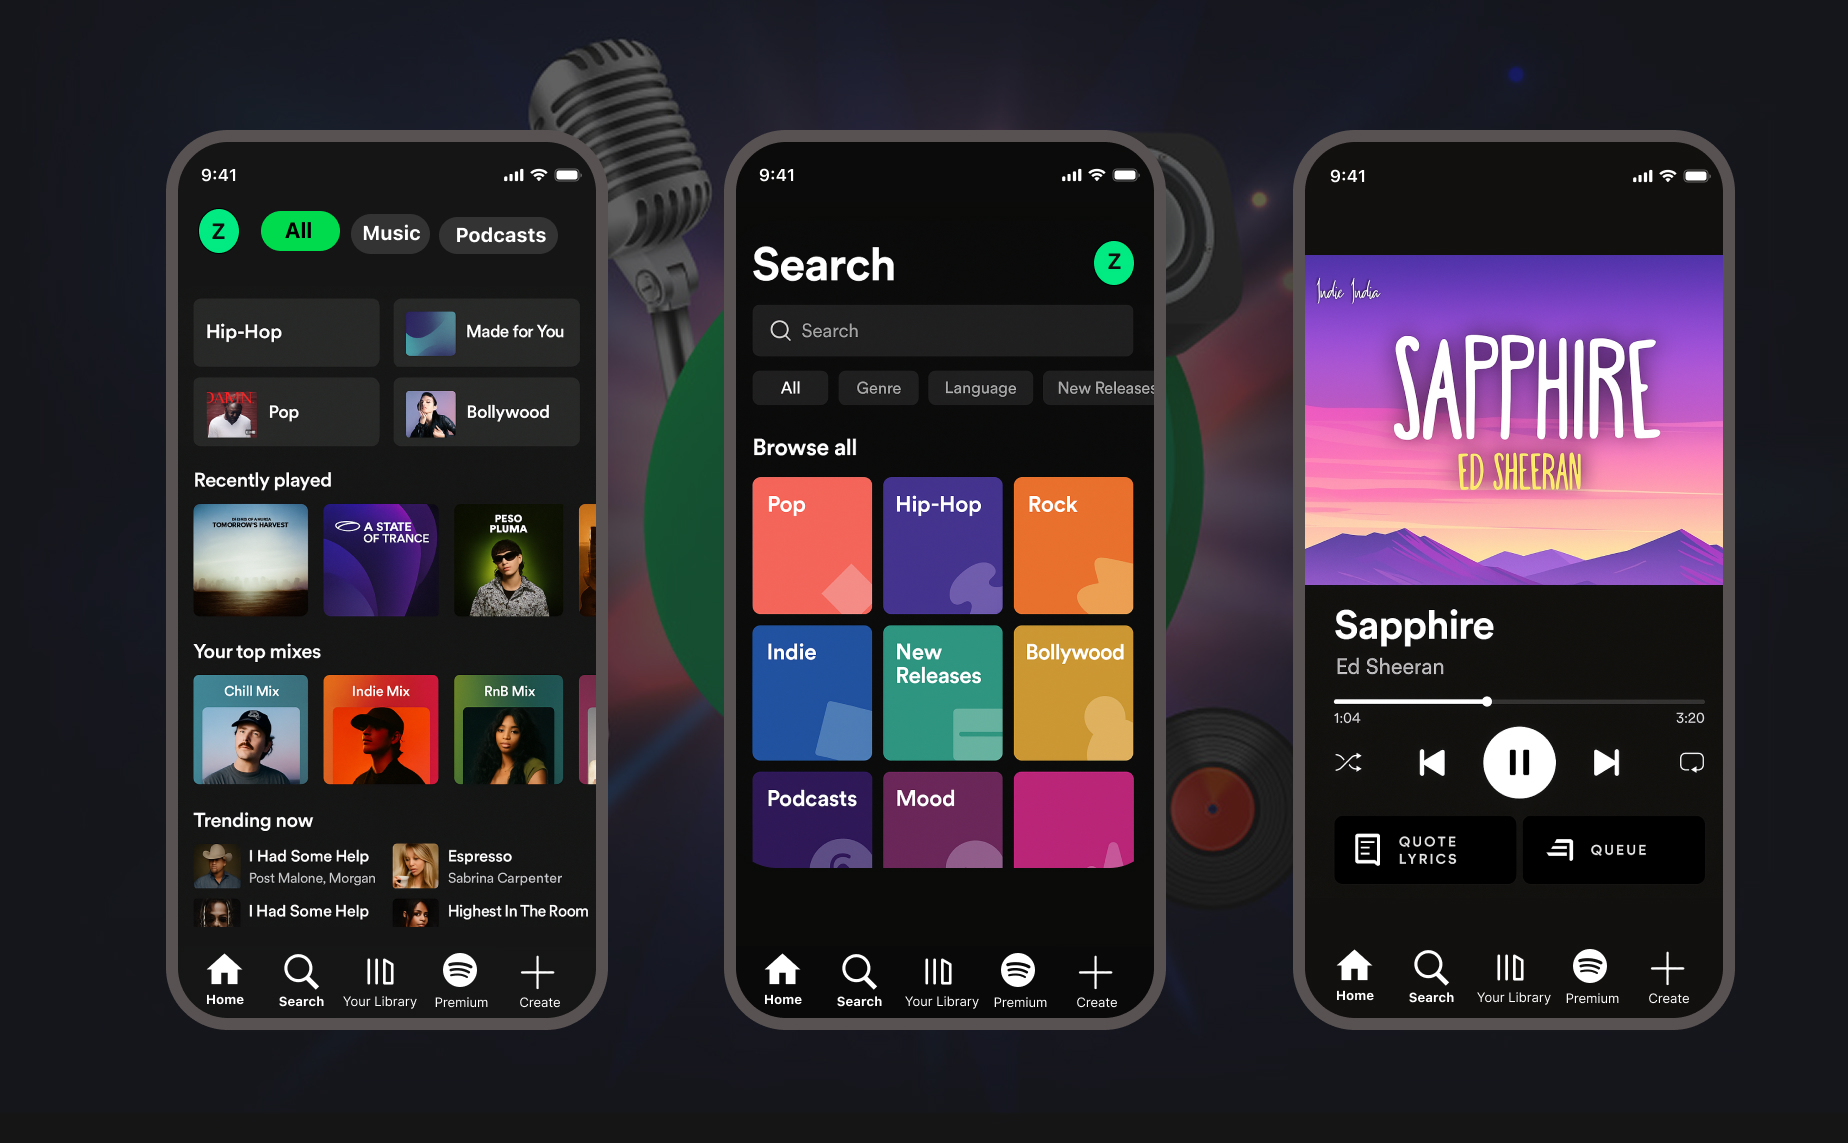 9:41
Z
All
Music
Podcasts
Hip-Hop
Made for You
DAMN
Pop
Bollywood
Recently played
TOMORROW'S HARVEST
A STATE
OF TRANCE
PESO
PLUMA
Your top mixes
Chill Mix
Indie Mix
RnB Mix
Trending now
I Had Some Help
Post Malone, Morgan
Espresso
Sabrina Carpenter
I Had Some Help
Highest In The Room
Home
Search
Your Library
Premium
Create
9:41
Search
Z
Search
All
Genre
Language
New Releases
Browse all
Pop
Hip-Hop
Rock
Indie
New
Releases
Bollywood
Podcasts
Mood
Home
Search
Your Library
Premium
Create
9:41
Indie India
SAPPHIRE
ED SHEERAN
Sapphire
Ed Sheeran
1:04
3:20
QUOTE
LYRICS
QUEUE
Home
Search
Your Library
Premium
Create